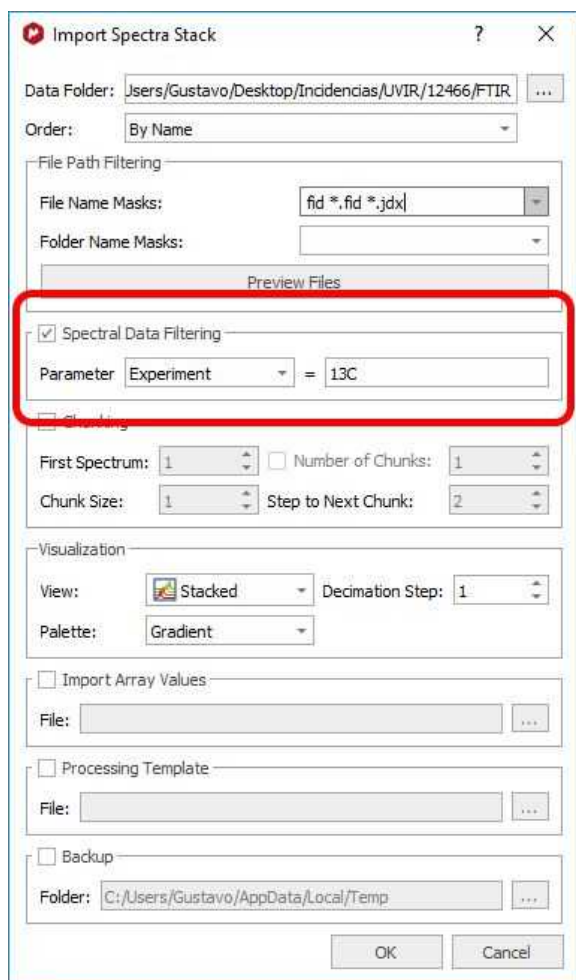 Import Spectra Stack ? X
Data Folder: Jsers/Gustavo/Desktop/Incidencias/UVIR/12466/FTIR ...
Order: By Name
File Path Filtering
File Name Masks: fid *.fid *.jdx
Folder Name Masks:
Preview Files
Spectral Data Filtering
Parameter Experiment = 13C
Chunking
First Spectrum: 1 Number of Chunks: 1
Chunk Size: 1 Step to Next Chunk: 2
Visualization
View: Stacked Decimation Step: 1
Palette: Gradient
Import Array Values
File: ...
Processing Template
File: ...
Backup
Folder: C:/Users/Gustavo/AppData/Local/Temp ...
OK Cancel